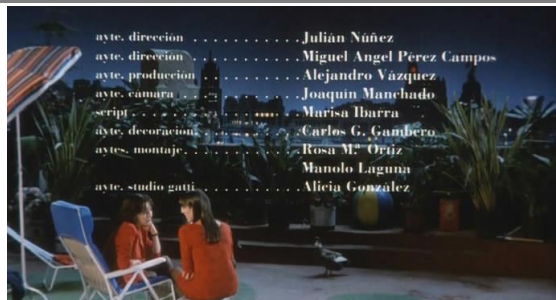 ayte. dirección . . . . . . . . . . . Julián Núñez
ayte. dirección . . . . . . . . . . . Miguel Angel Pérez Campos
ayte. producción . . . . . . . . . . . Alejandro Vázquez
ayte. cámara . . . . . . . . . . . Joaquín Manchado
script . . . . . . . . . . . Marisa Ibarra
ayte. decoración . . . . . . . . . . . Carlos G. Gambero
aytes. montaje . . . . . . . . . . . Rosa M.ª Ortiz
Manolo Laguna
ayte. studio gatti . . . . . . . . . . . Alicia González